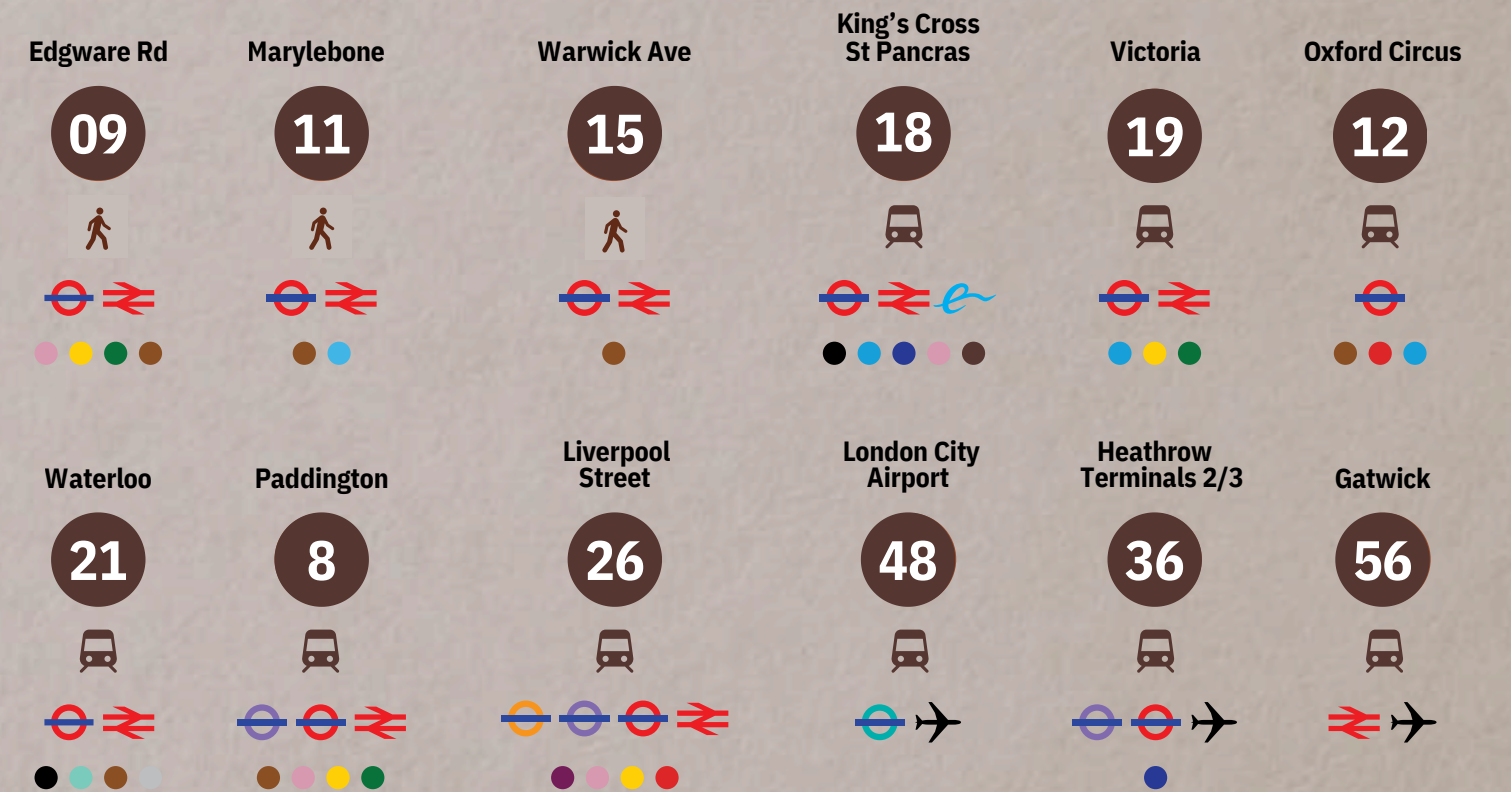 Edgware Rd
Marylebone
Warwick Ave
King's Cross
St Pancras
Victoria
Oxford Circus
09
11
15
18
19
12
Waterloo
Paddington
Liverpool
Street
London City
Airport
Heathrow
Terminals 2/3
Gatwick
21
8
26
48
36
56